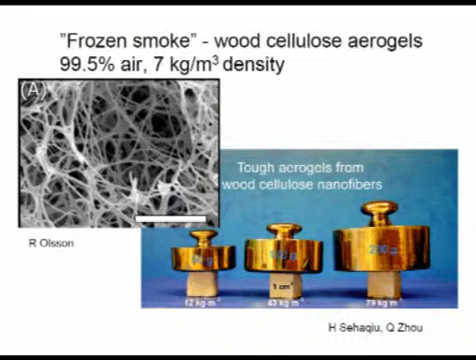 "Frozen smoke" - wood cellulose aerogels
99.5% air, 7 kg/m³ density
(A)
Tough aerogels from
wood cellulose nanofibers
R Olsson
200 g
1 cm³
12 kg m⁻³
43 kg m⁻³
79 kg m⁻³
H Sehaqiu, Q Zhou